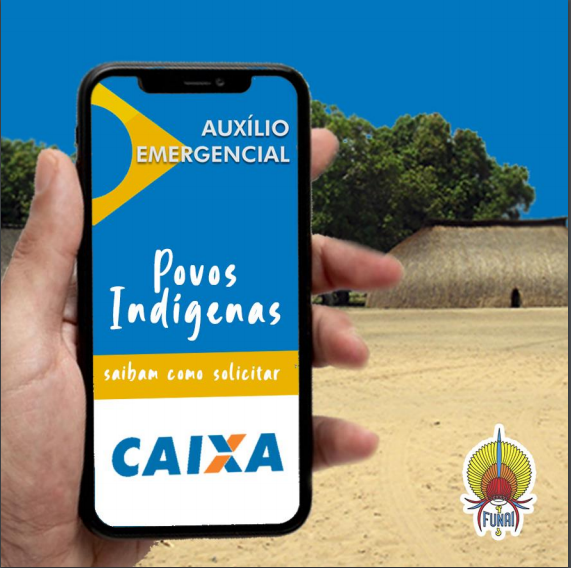 AUXÍLIO
EMERGENCIAL
Povos
Indígenas
saibam como solicitar
CAIXA
FUNAI